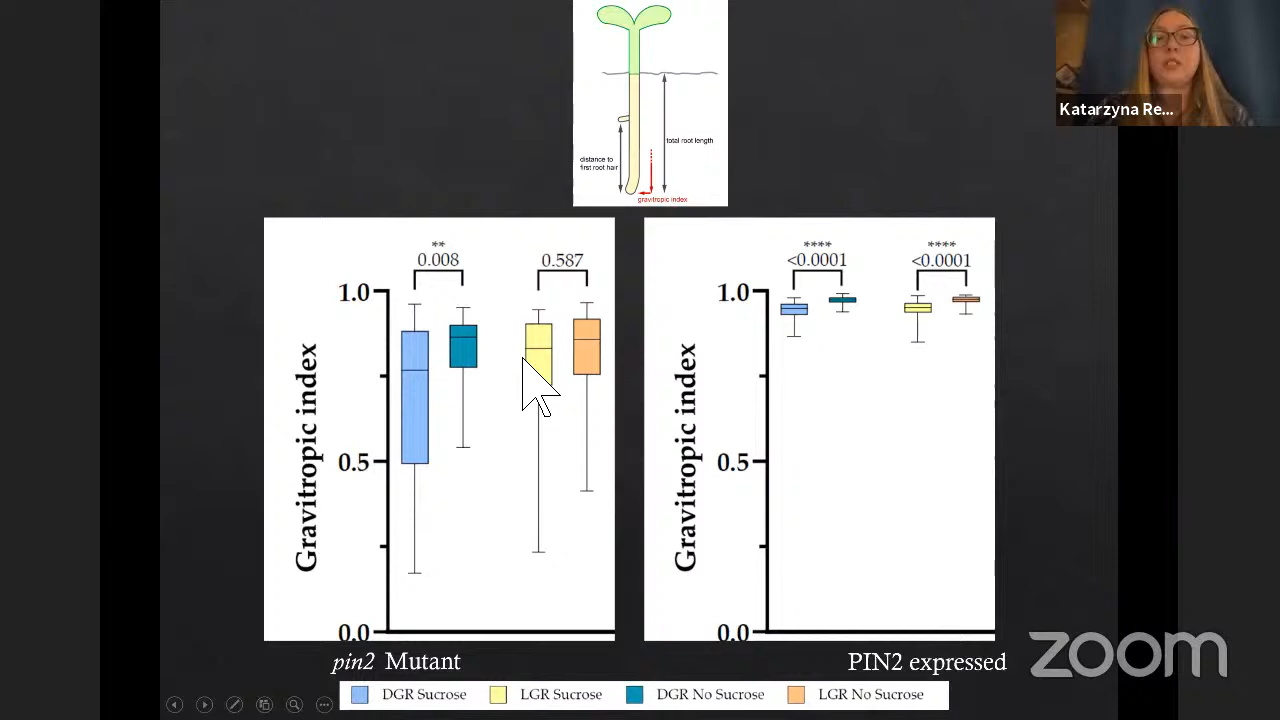 Katarzyna Re...
total root length
distance to
first root hair
gravitropic index
**
0.008
0.587
1.0
0.5
0.0
Gravitropic index
****
<0.0001
****
<0.0001
1.0
0.5
0.0
Gravitropic index
pin2 Mutant
PIN2 expressed
zoom
DGR Sucrose
LGR Sucrose
DGR No Sucrose
LGR No Sucrose